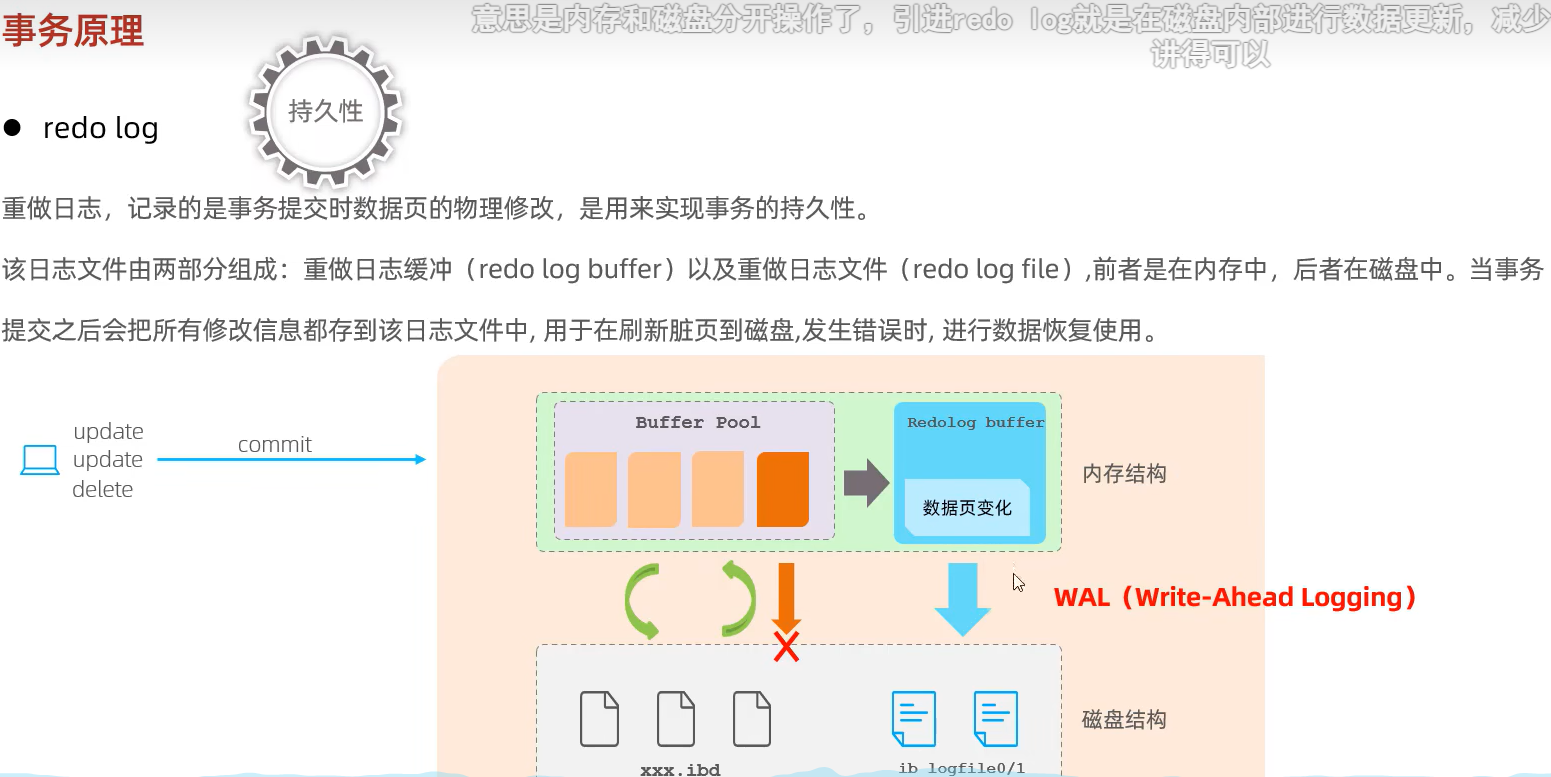 意思是内存和磁盘分开操作了，引进redo log就是在磁盘内部进行数据更新，减少
讲得可以
事务原理
持久性
● redo log
重做日志，记录的是事务提交时数据页的物理修改，是用来实现事务的持久性。
该日志文件由两部分组成：重做日志缓冲（redo log buffer）以及重做日志文件（redo log file）,前者是在内存中，后者在磁盘中。当事务
提交之后会把所有修改信息都存到该日志文件中, 用于在刷新脏页到磁盘,发生错误时, 进行数据恢复使用。
update
update
delete
commit
Buffer Pool
Redolog buffer
数据页变化
内存结构
WAL（Write-Ahead Logging）
磁盘结构
xxx.ibd
ib_logfile0/1